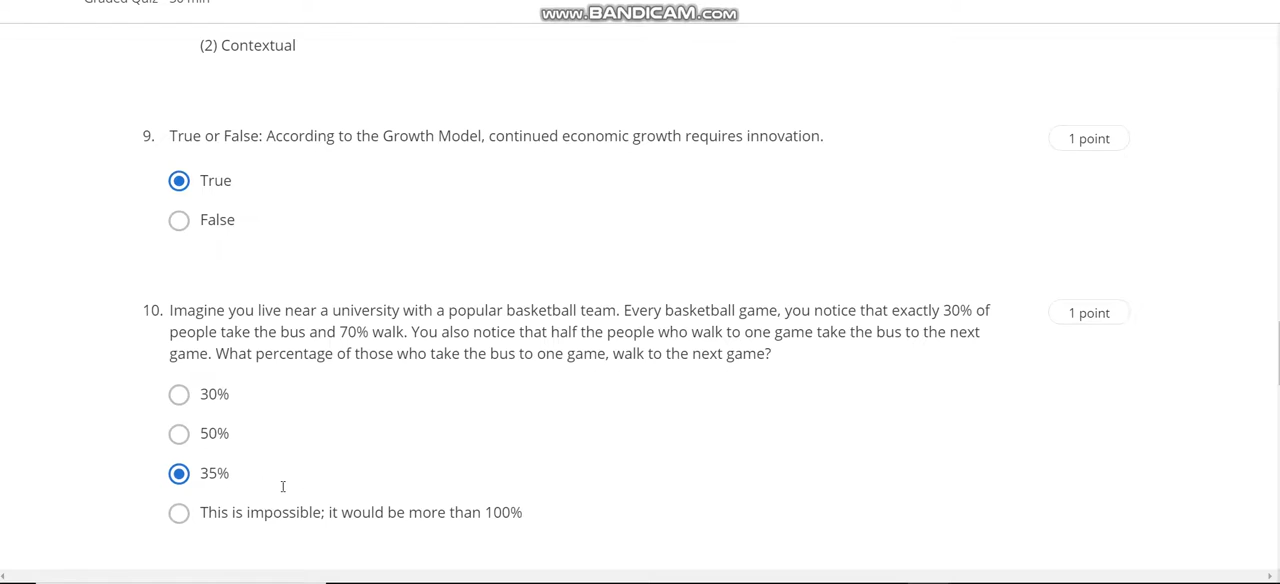 www.BANDICAM.com
Graded Quiz • 30 min
(2) Contextual
9. True or False: According to the Growth Model, continued economic growth requires innovation.
1 point
True
False
10. Imagine you live near a university with a popular basketball team. Every basketball game, you notice that exactly 30% of
people take the bus and 70% walk. You also notice that half the people who walk to one game take the bus to the next
game. What percentage of those who take the bus to one game, walk to the next game?
1 point
30%
50%
35%
This is impossible; it would be more than 100%